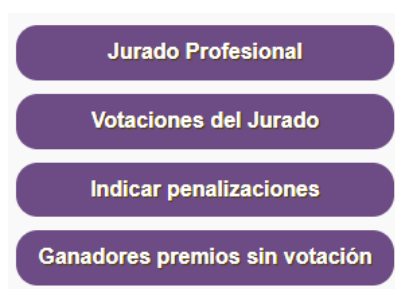 Jurado Profesional
Votaciones del Jurado
Indicar penalizaciones
Ganadores premios sin votación